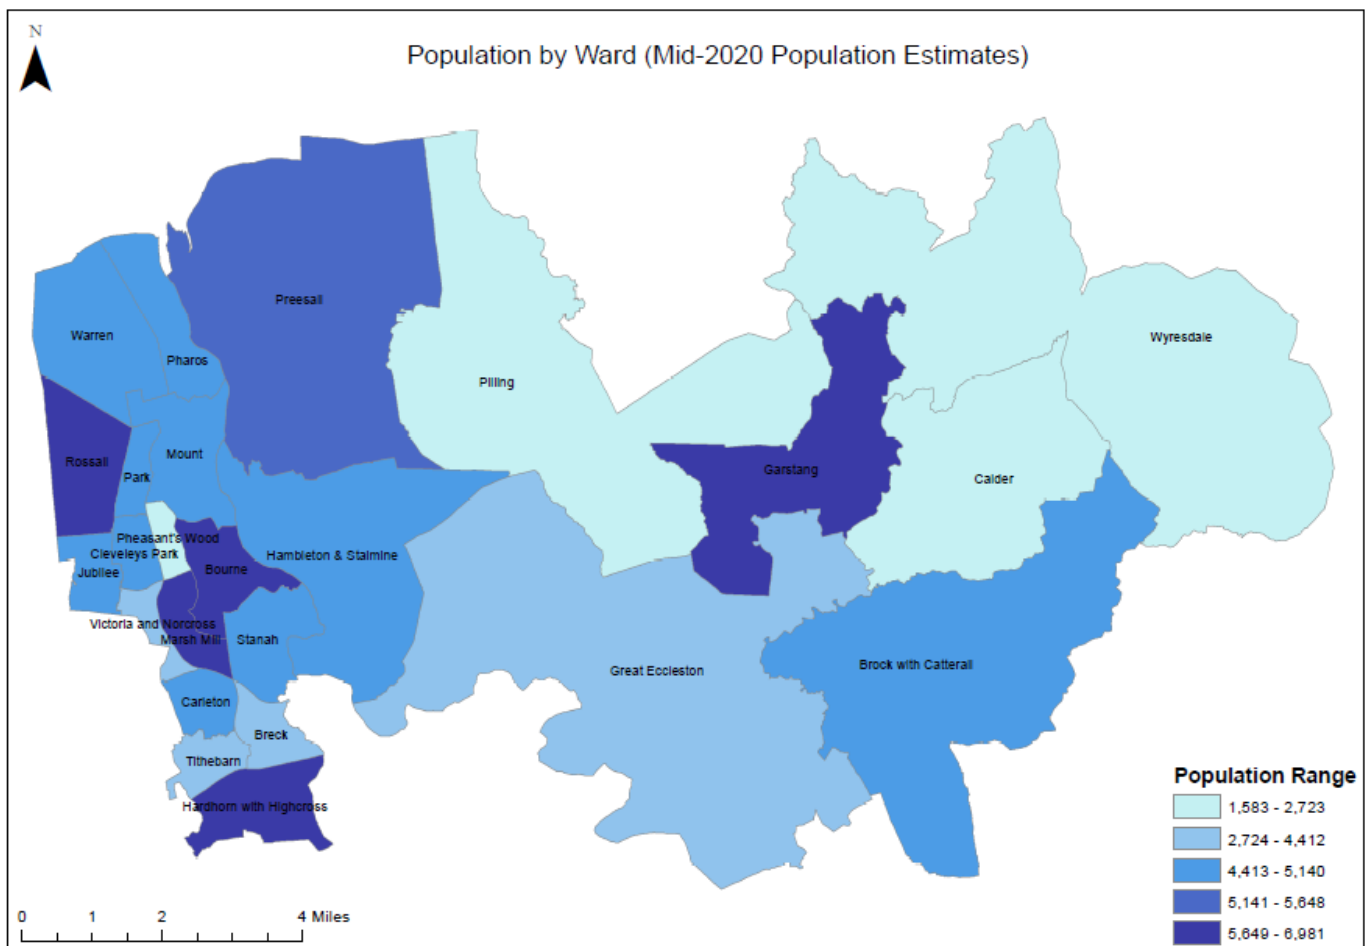 N
Population by Ward (Mid-2020 Population Estimates)
Preesall
Warren
Wyresdale
Pharos
Pilling
Mount
Rossall
Garstang
Park
Calder
Pheasant's Wood
Cleveleys Park
Hambleton & Stalmine
Jubilee
Bourne
Victoria and Norcross
Marsh Mill
Stanah
Brock with Catterall
Great Eccleston
Carleton
Breck
Tithebarn
Hardhorn with Highcross
Population Range
1,583 - 2,723
2,724 - 4,412
4,413 - 5,140
5,141 - 5,648
5,649 - 6,981
0 1 2 4 Miles